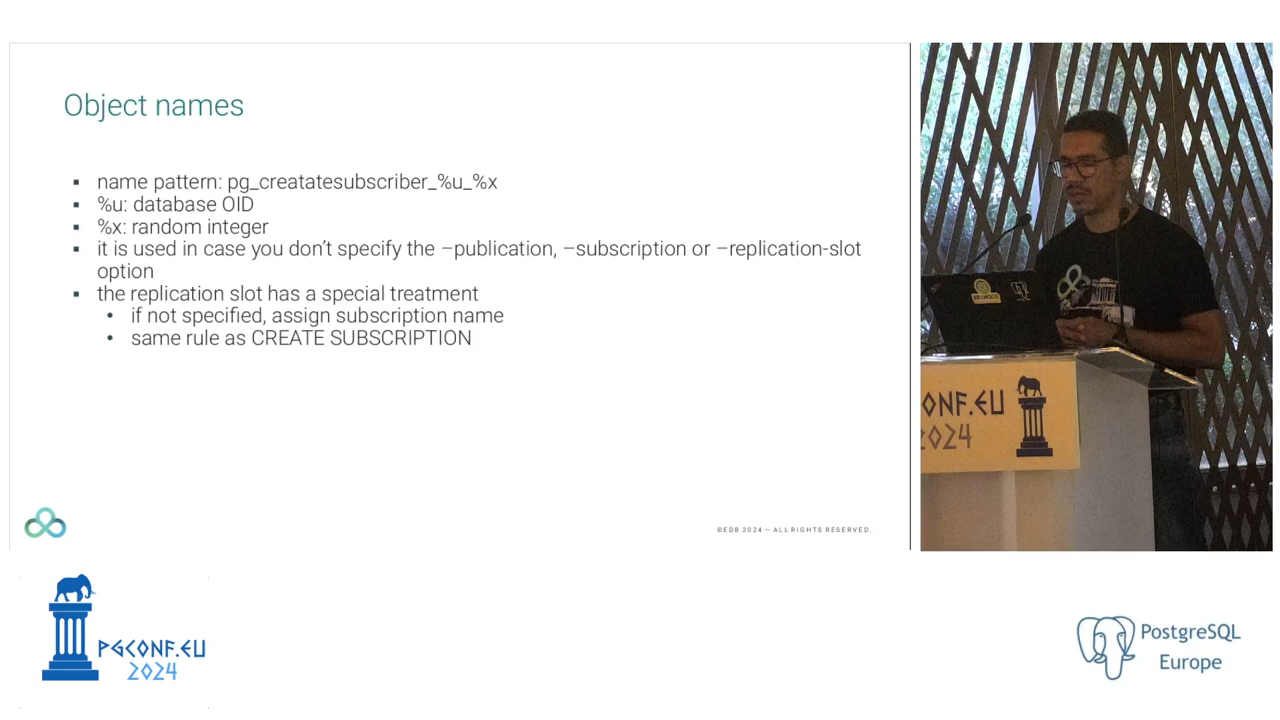 Object names
▪ name pattern: pg_creatatesubscriber_%u_%x
▪ %u: database OID
▪ %x: random integer
▪ it is used in case you don’t specify the –publication, –subscription or –replication-slot
option
▪ the replication slot has a special treatment
• if not specified, assign subscription name
• same rule as CREATE SUBSCRIPTION
©EDB 2024 — ALL RIGHTS RESERVED.
ONF.EU
2024
PGCONF.EU
2024
PostgreSQL
Europe